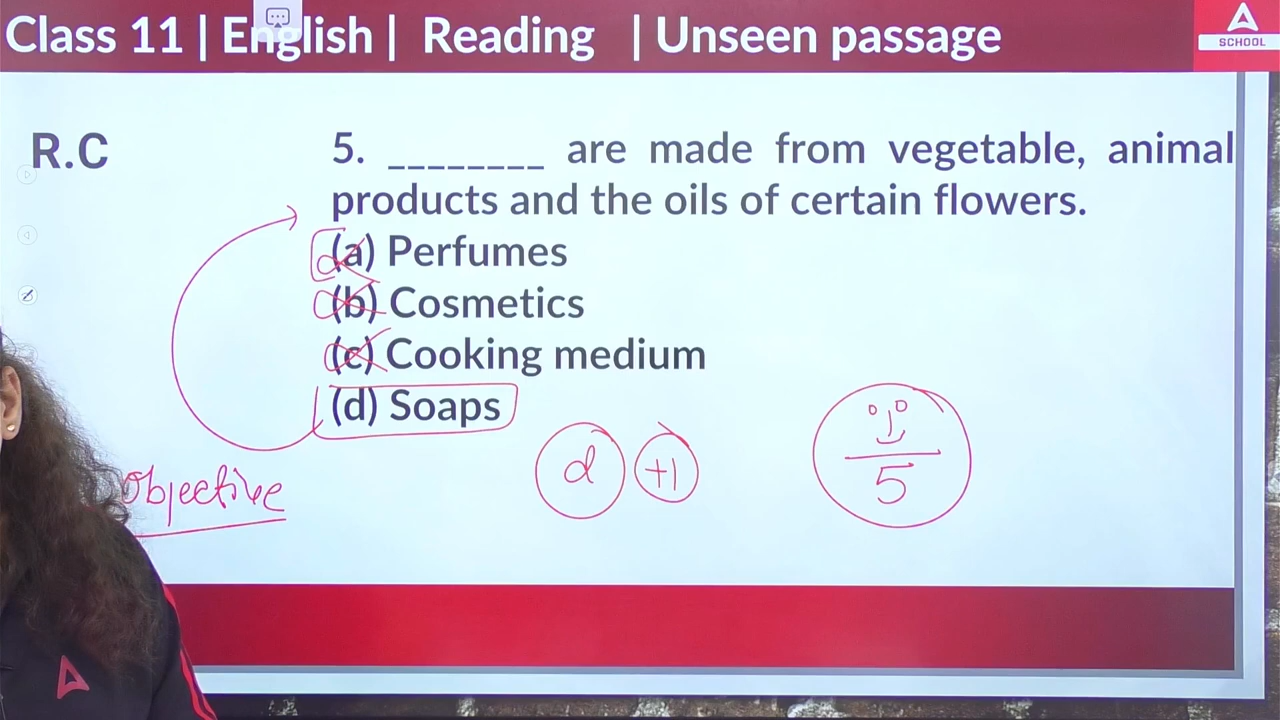 Class 11 | English | Reading | Unseen passage
A
SCHOOL
R.C
5. ________ are made from vegetable, animal
products and the oils of certain flowers.
(a) Perfumes
(b) Cosmetics
(c) Cooking medium
(d) Soaps
Objective
d +1
5